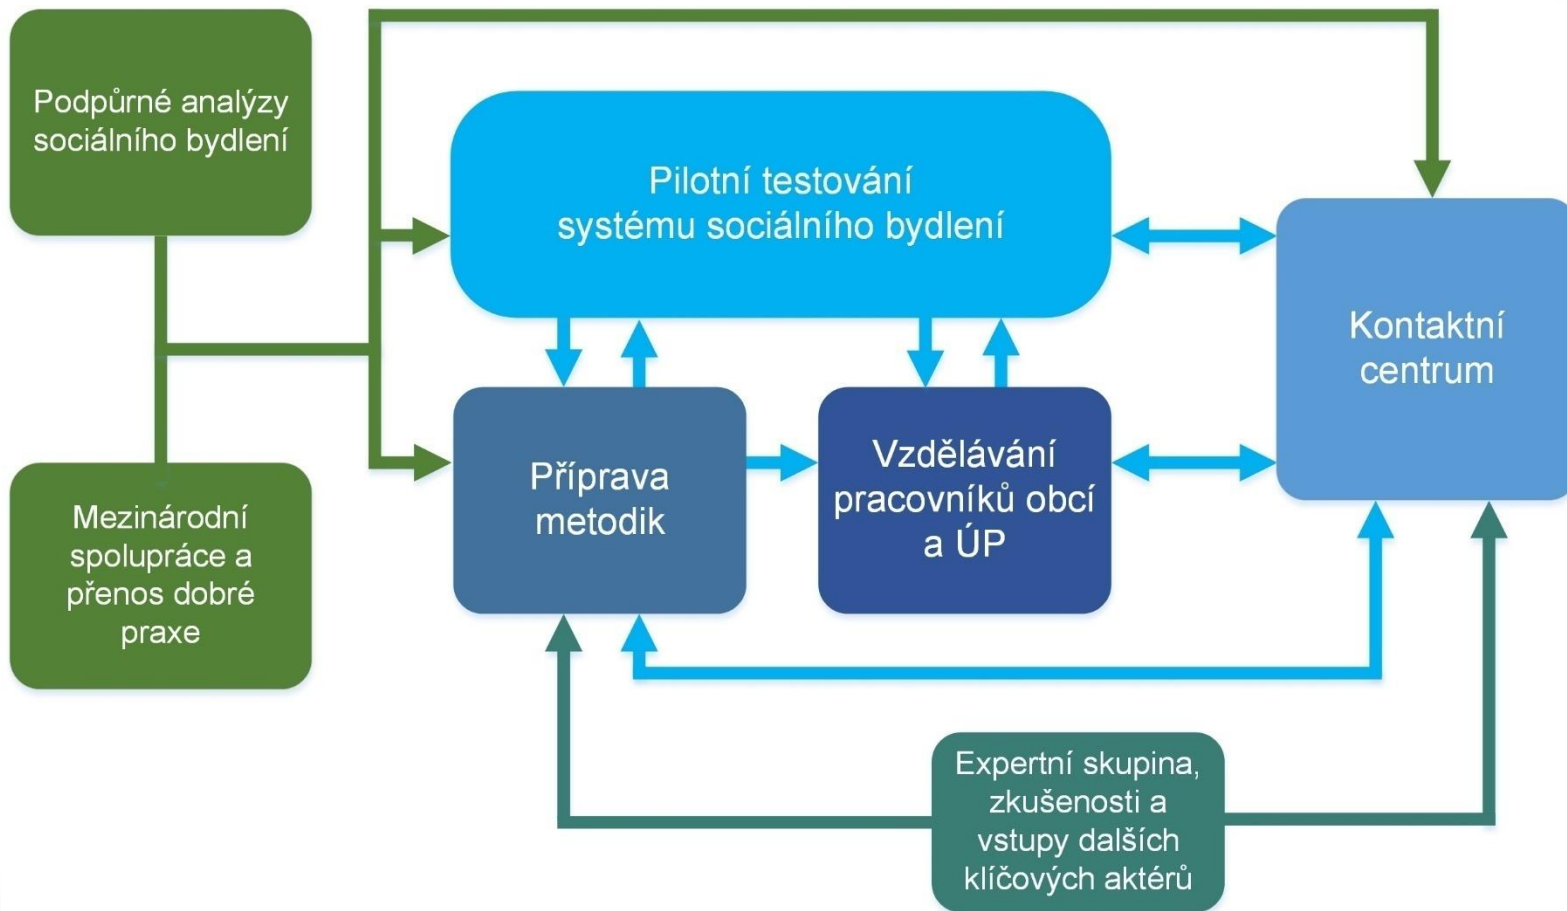 Podpůrné analýzy
sociálního bydlení
Pilotní testování
systému sociálního bydlení
Kontaktní
centrum
Příprava
metodik
Vzdělávání
pracovníků obcí
a ÚP
Mezinárodní
spolupráce a
přenos dobré
praxe
Expertní skupina,
zkušenosti a
vstupy dalších
klíčových aktérů